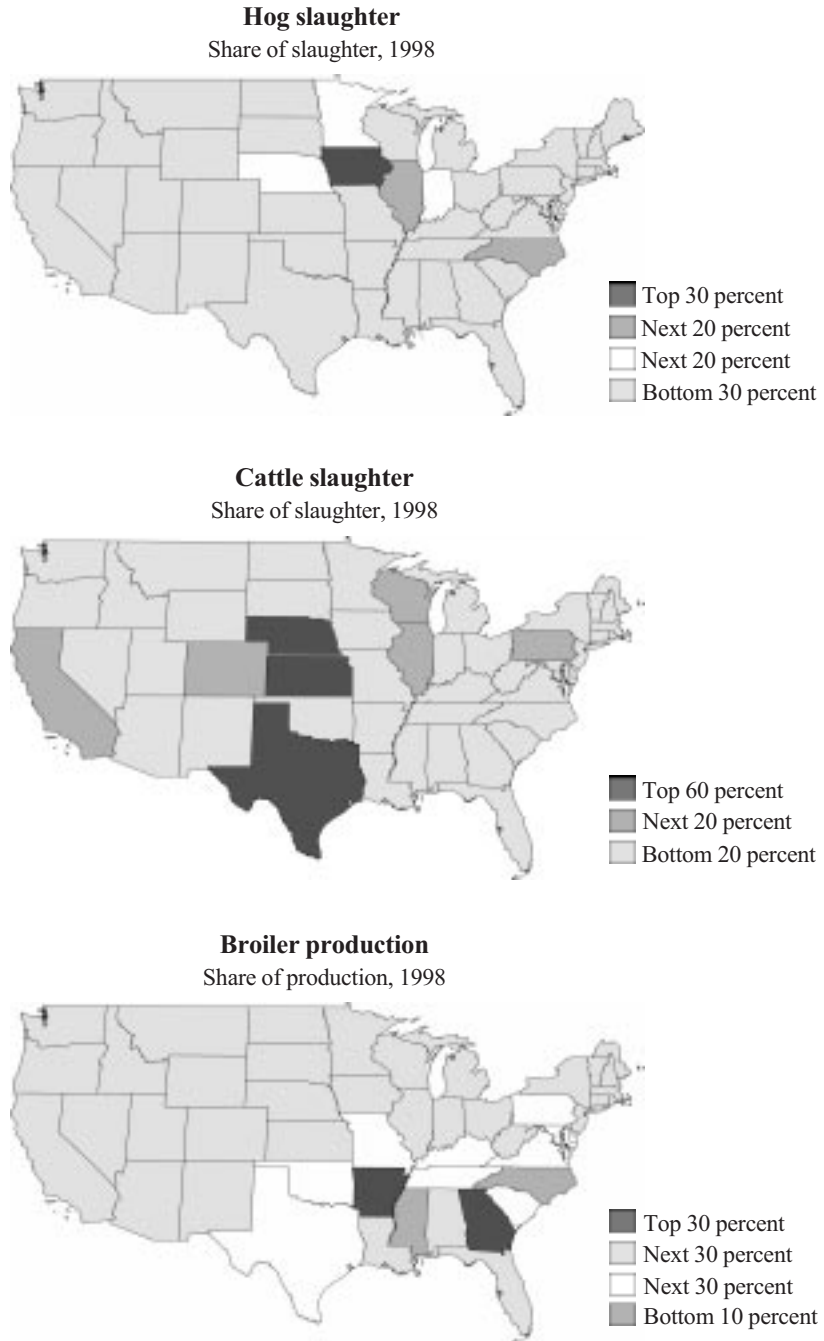 Hog slaughter
Share of slaughter, 1998
Top 30 percent
Next 20 percent
Next 20 percent
Bottom 30 percent
Cattle slaughter
Share of slaughter, 1998
Top 60 percent
Next 20 percent
Bottom 20 percent
Broiler production
Share of production, 1998
Top 30 percent
Next 30 percent
Next 30 percent
Bottom 10 percent